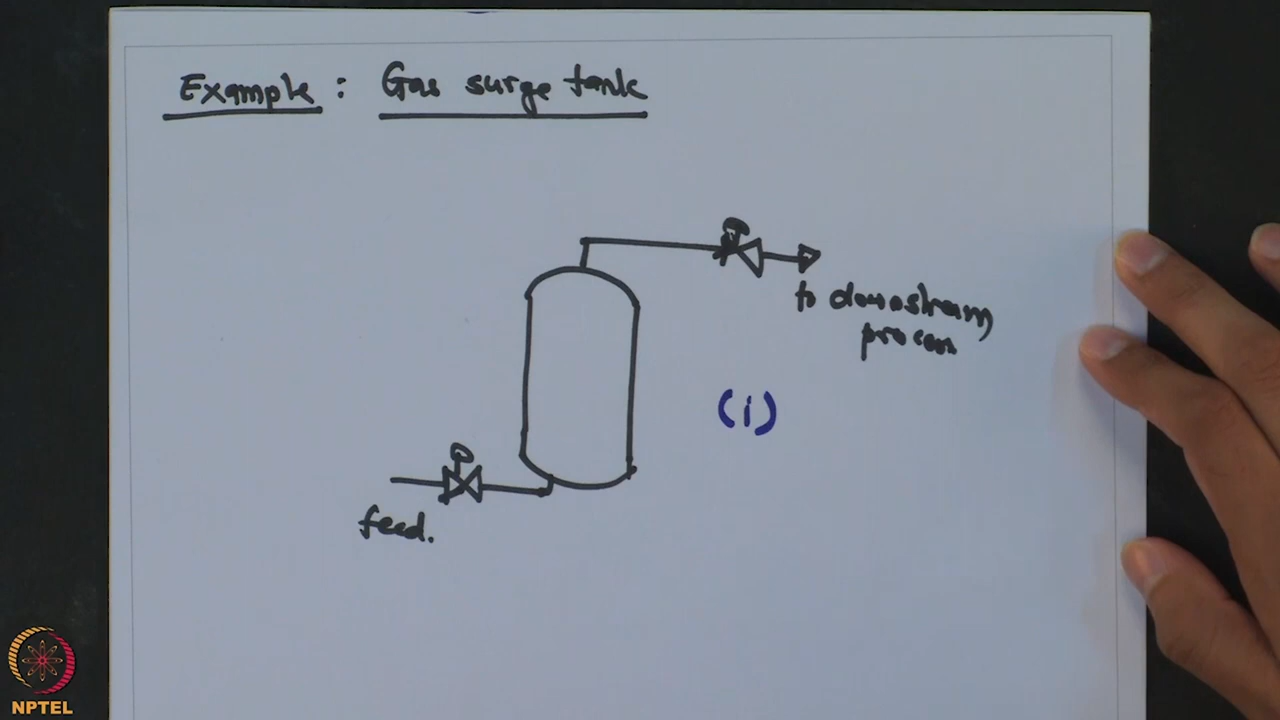 Example : Gas surge tank
to downstream
process
(i)
feed.
NPTEL